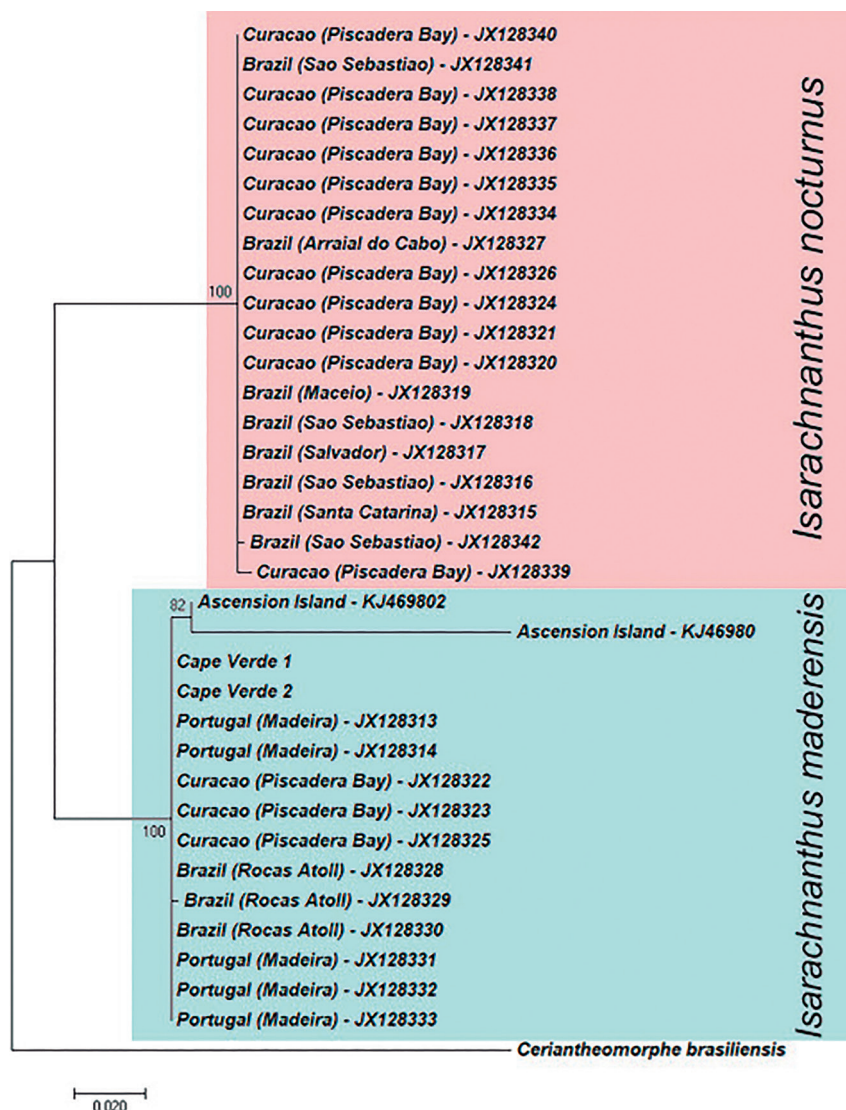 Curacao (Piscadera Bay) - JX128340
Brazil (Sao Sebastiao) - JX128341
Curacao (Piscadera Bay) - JX128338
Curacao (Piscadera Bay) - JX128337
Curacao (Piscadera Bay) - JX128336
Curacao (Piscadera Bay) - JX128335
Curacao (Piscadera Bay) - JX128334
Brazil (Arraial do Cabo) - JX128327
Curacao (Piscadera Bay) - JX128326
100
Curacao (Piscadera Bay) - JX128324
Curacao (Piscadera Bay) - JX128321
Curacao (Piscadera Bay) - JX128320
Brazil (Maceio) - JX128319
Brazil (Sao Sebastiao) - JX128318
Brazil (Salvador) - JX128317
Brazil (Sao Sebastiao) - JX128316
Brazil (Santa Catarina) - JX128315
Brazil (Sao Sebastiao) - JX128342
Curacao (Piscadera Bay) - JX128339
Isarachnanthus nocturnus
82
Ascension Island - KJ469802
Ascension Island - KJ46980
Cape Verde 1
Cape Verde 2
Portugal (Madeira) - JX128313
Portugal (Madeira) - JX128314
Curacao (Piscadera Bay) - JX128322
Curacao (Piscadera Bay) - JX128323
100
Curacao (Piscadera Bay) - JX128325
Brazil (Rocas Atoll) - JX128328
Brazil (Rocas Atoll) - JX128329
Brazil (Rocas Atoll) - JX128330
Portugal (Madeira) - JX128331
Portugal (Madeira) - JX128332
Portugal (Madeira) - JX128333
Isarachnanthus maderensis
Ceriantheomorphe brasiliensis
0.020